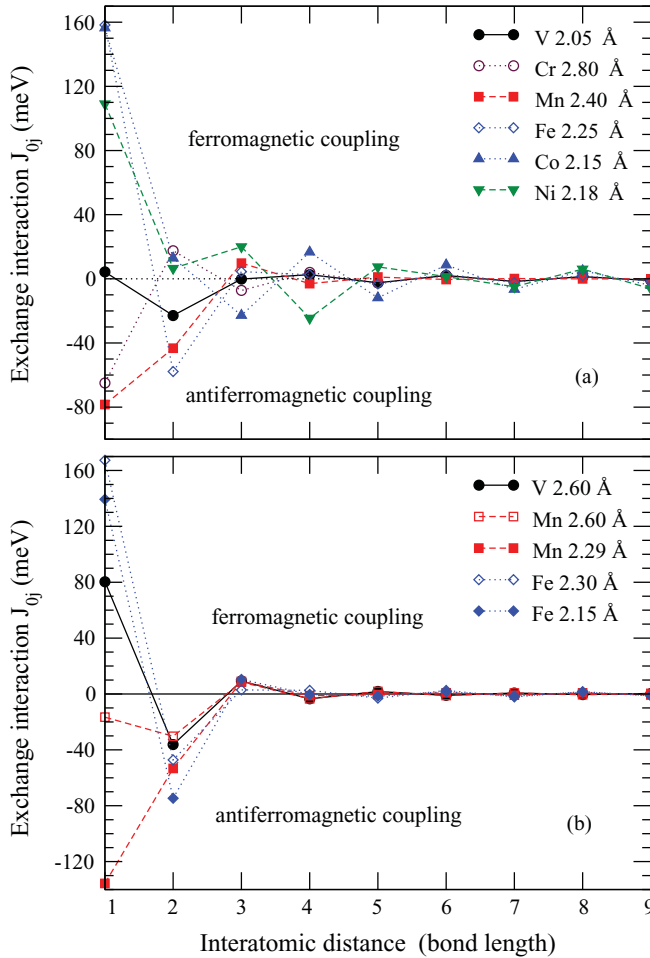 160
120
80
40
0
-40
-80
Exchange interaction J0j (meV)
V 2.05 Å
Cr 2.80 Å
Mn 2.40 Å
Fe 2.25 Å
Co 2.15 Å
Ni 2.18 Å
ferromagnetic coupling
antiferromagnetic coupling
(a)
160
120
80
40
0
-40
-80
-120
Exchange interaction J0j (meV)
V 2.60 Å
Mn 2.60 Å
Mn 2.29 Å
Fe 2.30 Å
Fe 2.15 Å
ferromagnetic coupling
antiferromagnetic coupling
(b)
1 2 3 4 5 6 7 8 9
Interatomic distance (bond length)